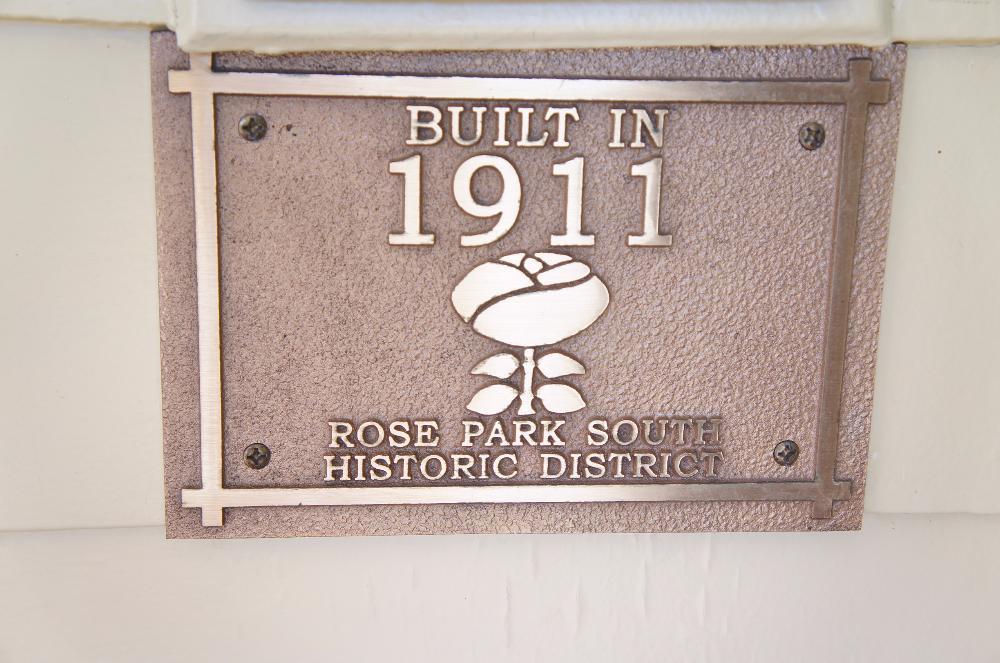 BUILT IN
1911
ROSE PARK SOUTH
HISTORIC DISTRICT